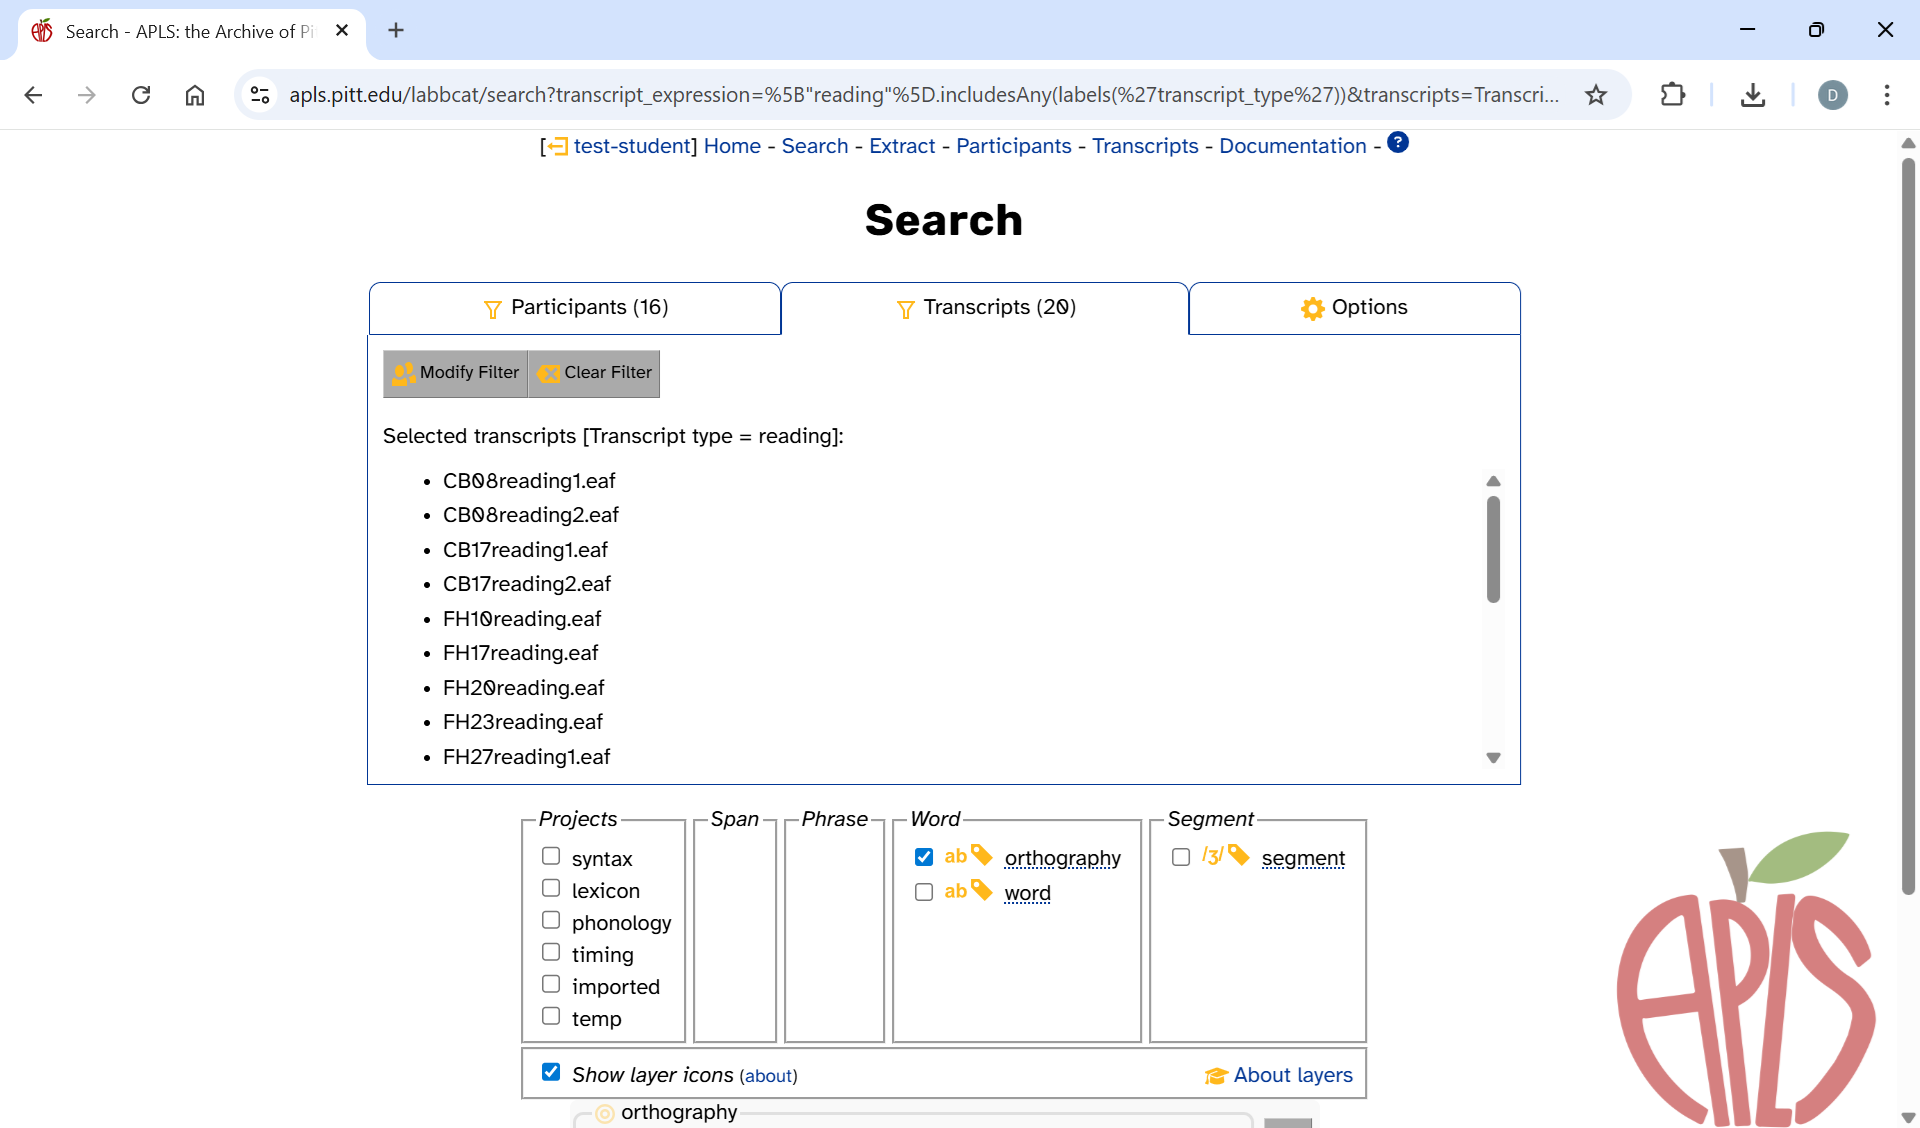 Search - APLS: the Archive of Pi
apls.pitt.edu/labbcat/search?transcript_expression=%5B"reading"%5D.includesAny(labels(%27transcript_type%27))&transcripts=Transcri...
D
[test-student] Home - Search - Extract - Participants - Transcripts - Documentation - ?
Search
Participants (16)
Transcripts (20)
Options
Modify Filter
Clear Filter
Selected transcripts [Transcript type = reading]:
• CB08reading1.eaf
• CB08reading2.eaf
• CB17reading1.eaf
• CB17reading2.eaf
• FH10reading.eaf
• FH17reading.eaf
• FH20reading.eaf
• FH23reading.eaf
• FH27reading1.eaf
Projects
syntax
lexicon
phonology
timing
imported
temp
Span
Phrase
Word
ab orthography
ab word
Segment
/ʒ/ segment
Show layer icons (about)
About layers
orthography
APLS